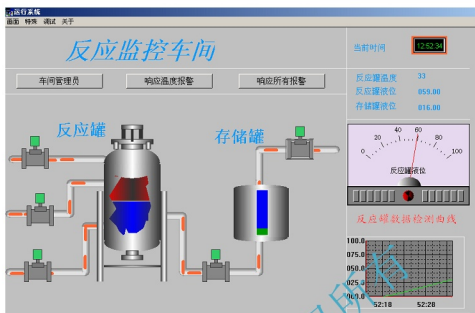 运行系统
画面 特殊 调试 关于
反应监控车间
当前时间 12:52:34
车间管理员 响应温度报警 响应所有报警
反应罐温度 33
反应罐液位 059.00
存储罐液位 016.00
反应罐
存储罐
0 20 40 60 80 100
反应罐液位
反应罐数据检测曲线
100.0
075.0
050.0
025.0
000.0
52:18 52:28